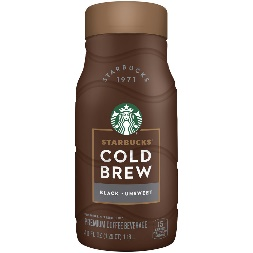 STARBUCKS
1971
STARBUCKS
COLD
BREW
BLACK · UNSWEET
PREMIUM COFFEE BEVERAGE